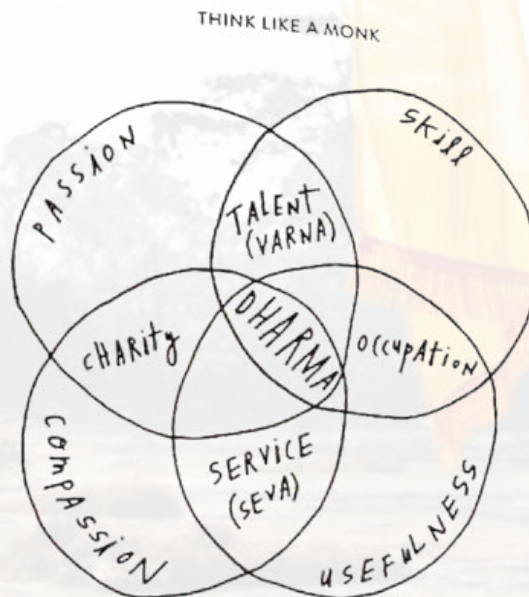 THINK LIKE A MONK
PASSION
SKill
TALENT
(VARNA)
DHARMA
CHARity
OccupATioN
SERViCE
(SEVA)
COMPASSiON
USEFULNESS